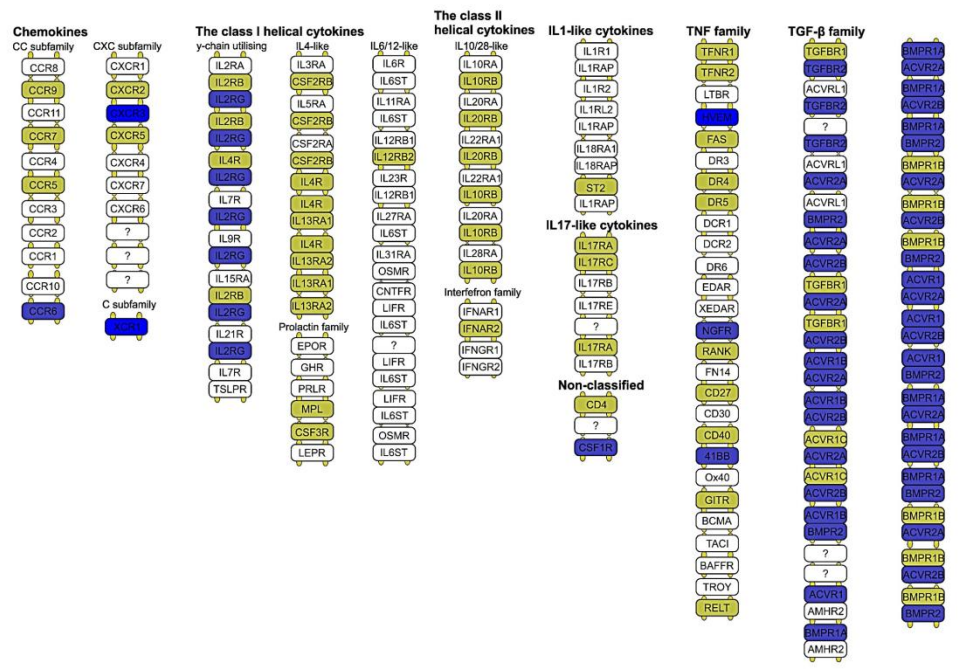 Chemokines
CC subfamily
CCR8
CCR9
CCR11
CCR7
CCR4
CCR5
CCR3
CCR2
CCR1
CCR10
CCR6
CXC subfamily
CXCR1
CXCR2
CXCR3
CXCR5
CXCR4
CXCR7
CXCR6
?
?
?
C subfamily
XCR1
The class I helical cytokines
y-chain utilising
IL2RA
IL2RB
IL2RG
IL2RB
IL2RG
IL4R
IL2RG
IL7R
IL2RG
IL9R
IL2RG
IL15RA
IL2RB
IL2RG
IL21R
IL2RG
IL7R
TSLPR
IL4-like
IL3RA
CSF2RB
IL5RA
CSF2RB
CSF2RA
CSF2RB
IL4R
IL4R
IL13RA1
IL4R
IL13RA2
IL13RA1
IL13RA2
Prolactin family
EPOR
GHR
PRLR
MPL
CSF3R
LEPR
IL6/12-like
IL6R
IL6ST
IL11RA
IL6ST
IL12RB1
IL12RB2
IL23R
IL12RB1
IL27RA
IL6ST
IL31RA
OSMR
CNTFR
LIFR
IL6ST
?
LIFR
IL6ST
LIFR
IL6ST
OSMR
IL6ST
The class II
helical cytokines
IL10/28-like
IL10RA
IL10RB
IL20RA
IL20RB
IL22RA1
IL20RB
IL22RA1
IL10RB
IL20RA
IL10RB
IL28RA
IL10RB
Interfefron family
IFNAR1
IFNAR2
IFNGR1
IFNGR2
IL1-like cytokines
IL1R1
IL1RAP
IL1R2
IL1RL2
IL1RAP
IL18RA1
IL18RAP
ST2
IL1RAP
IL17-like cytokines
IL17RA
IL17RC
IL17RB
IL17RE
?
IL17RA
IL17RB
Non-classified
CD4
?
CSF1R
TNF family
TFNR1
TFNR2
LTBR
HVEM
FAS
DR3
DR4
DR5
DCR1
DCR2
DR6
EDAR
XEDAR
NGFR
RANK
FN14
CD27
CD30
CD40
41BB
Ox40
GITR
BCMA
TACI
BAFFR
TROY
RELT
TGF-β family
TGFBR1
TGFBR2
ACVRL1
TGFBR2
?
TGFBR2
ACVRL1
ACVR2A
ACVRL1
BMPR2
ACVR2A
ACVR2B
TGFBR1
ACVR2A
TGFBR1
ACVR2B
ACVR1B
ACVR2A
ACVR1B
ACVR2B
ACVR1C
ACVR2A
ACVR1C
ACVR2B
ACVR1B
BMPR2
?
?
ACVR1
AMHR2
BMPR1A
AMHR2
BMPR1A
ACVR2A
BMPR1A
ACVR2B
BMPR1A
BMPR2
BMPR1B
ACVR2A
BMPR1B
ACVR2B
BMPR1B
BMPR2
ACVR1
ACVR2A
ACVR1
ACVR2B
ACVR1
BMPR2
BMPR1A
ACVR2A
BMPR1A
ACVR2B
BMPR1A
BMPR2
BMPR1B
ACVR2A
BMPR1B
ACVR2B
BMPR1B
BMPR2